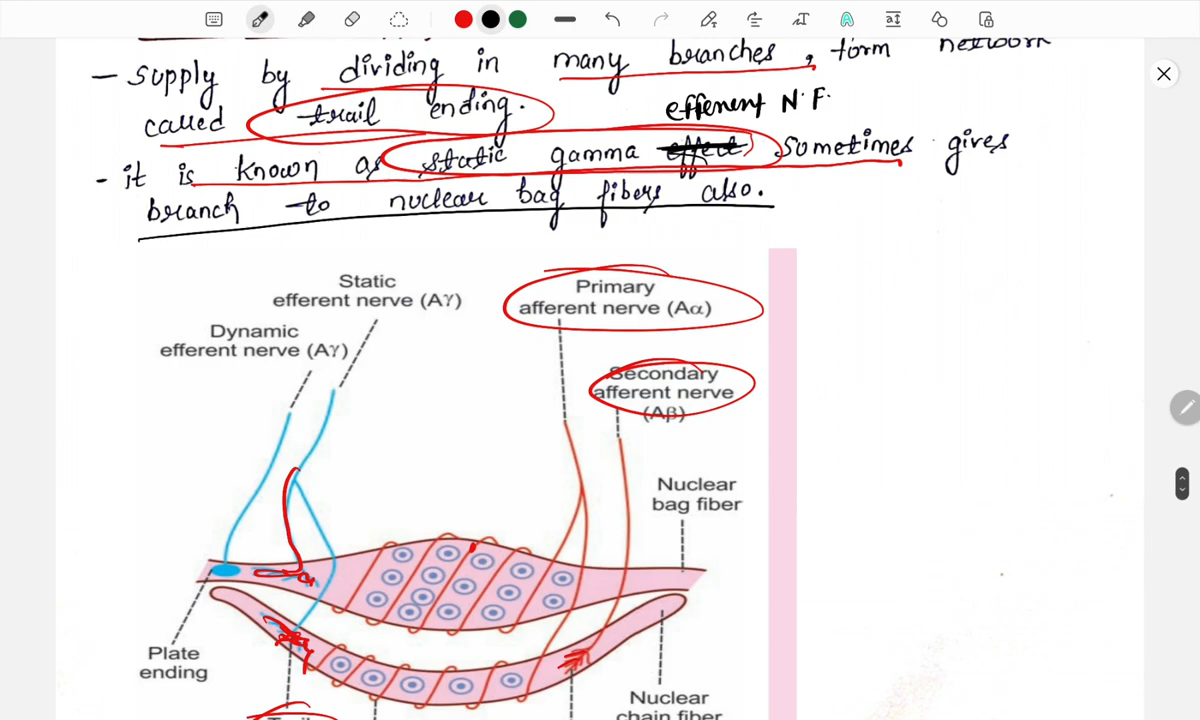 - supply by dividing in many branches, form network
called trail ending.
efferent N.F.
- it is known as static gamma effect sometimes gives
branch to nuclear bag fibers also.
Static
efferent nerve (Aγ)
Primary
afferent nerve (Aα)
Dynamic
efferent nerve (Aγ)
Secondary
afferent nerve
(Aβ)
Nuclear
bag fiber
Plate
ending
Nuclear
chain fiber